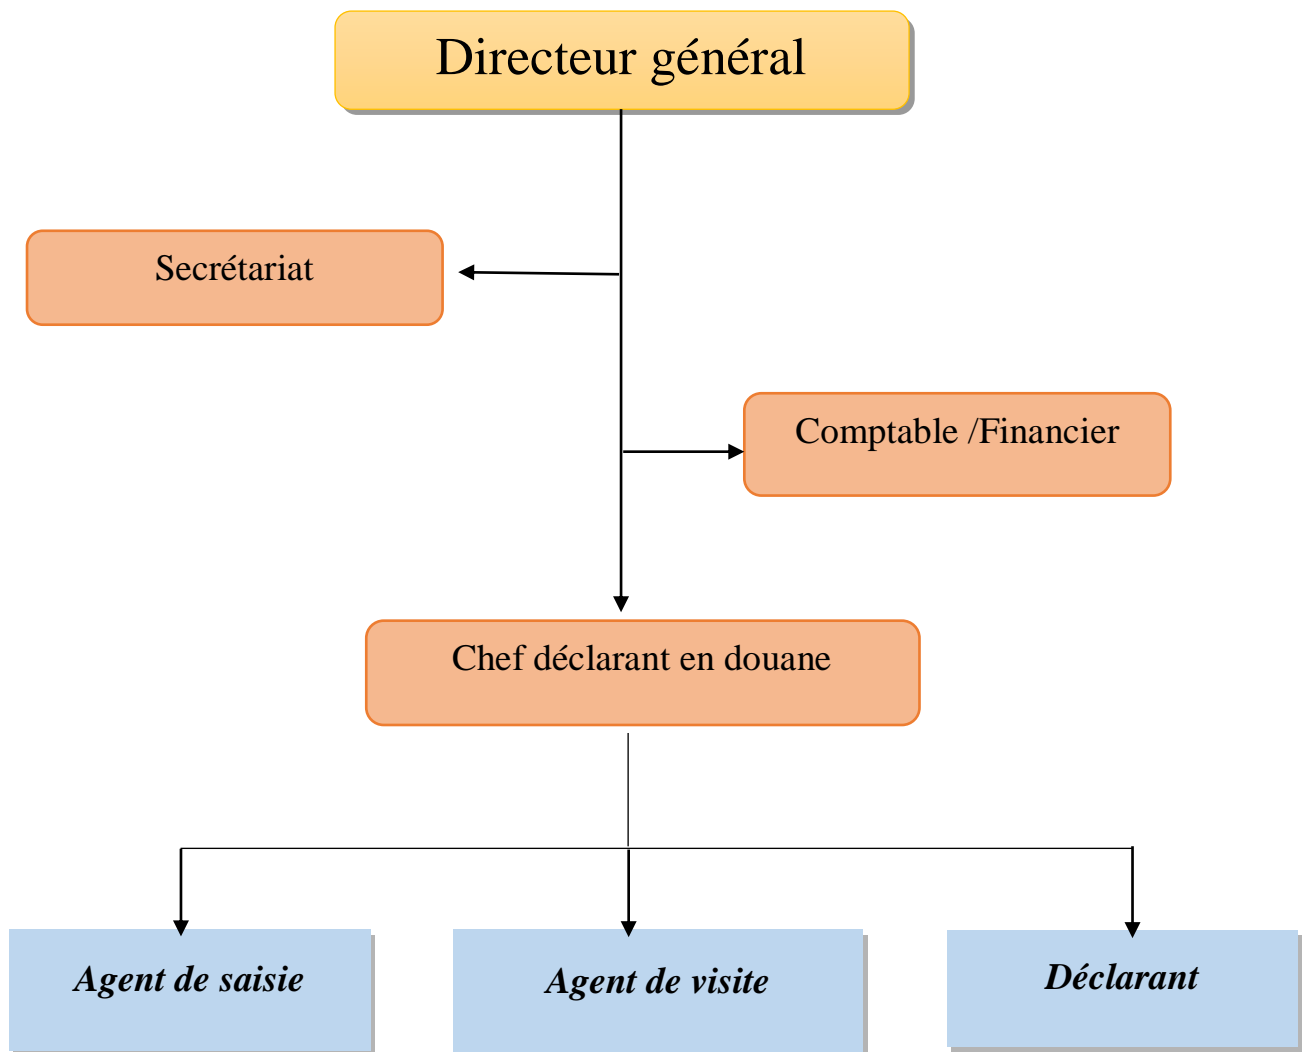 Directeur général
Secrétariat
Comptable /Financier
Chef déclarant en douane
Agent de saisie
Agent de visite
Déclarant